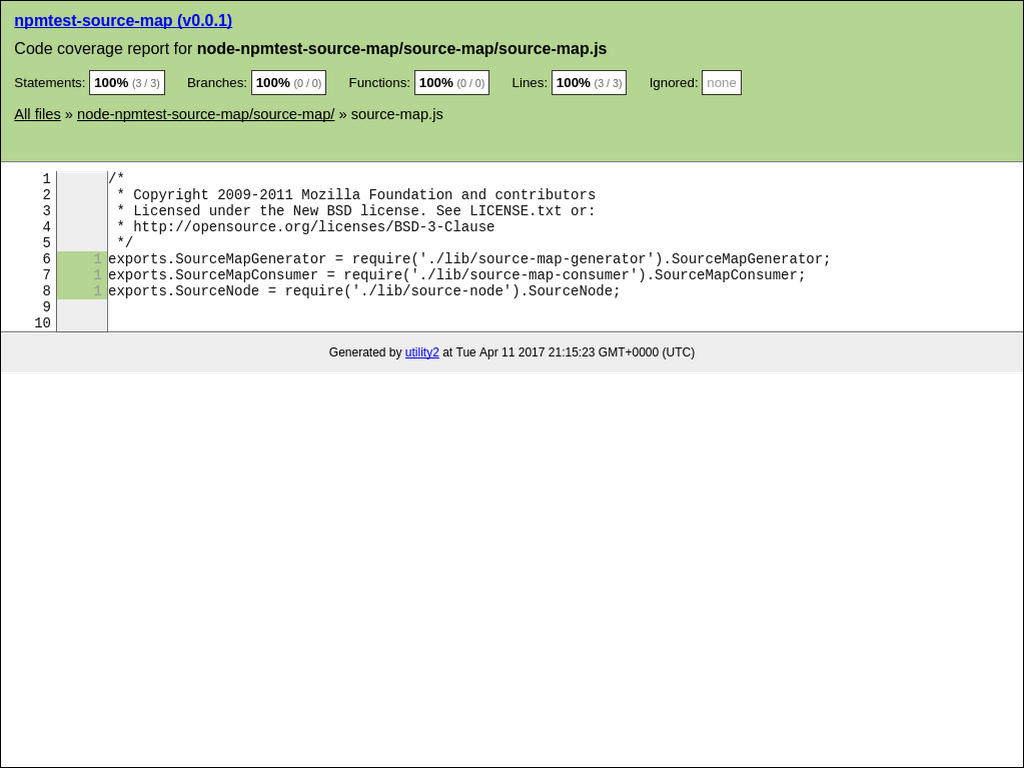 npmtest-source-map (v0.0.1)
Code coverage report for node-npmtest-source-map/source-map/source-map.js
Statements: 100% (3 / 3) Branches: 100% (0 / 0) Functions: 100% (0 / 0) Lines: 100% (3 / 3) Ignored: none
All files » node-npmtest-source-map/source-map/ » source-map.js
1 /*
2  * Copyright 2009-2011 Mozilla Foundation and contributors
3  * Licensed under the New BSD license. See LICENSE.txt or:
4  * http://opensource.org/licenses/BSD-3-Clause
5  */
6 1 exports.SourceMapGenerator = require('./lib/source-map-generator').SourceMapGenerator;
7 1 exports.SourceMapConsumer = require('./lib/source-map-consumer').SourceMapConsumer;
8 1 exports.SourceNode = require('./lib/source-node').SourceNode;
9
10
Generated by utility2 at Tue Apr 11 2017 21:15:23 GMT+0000 (UTC)